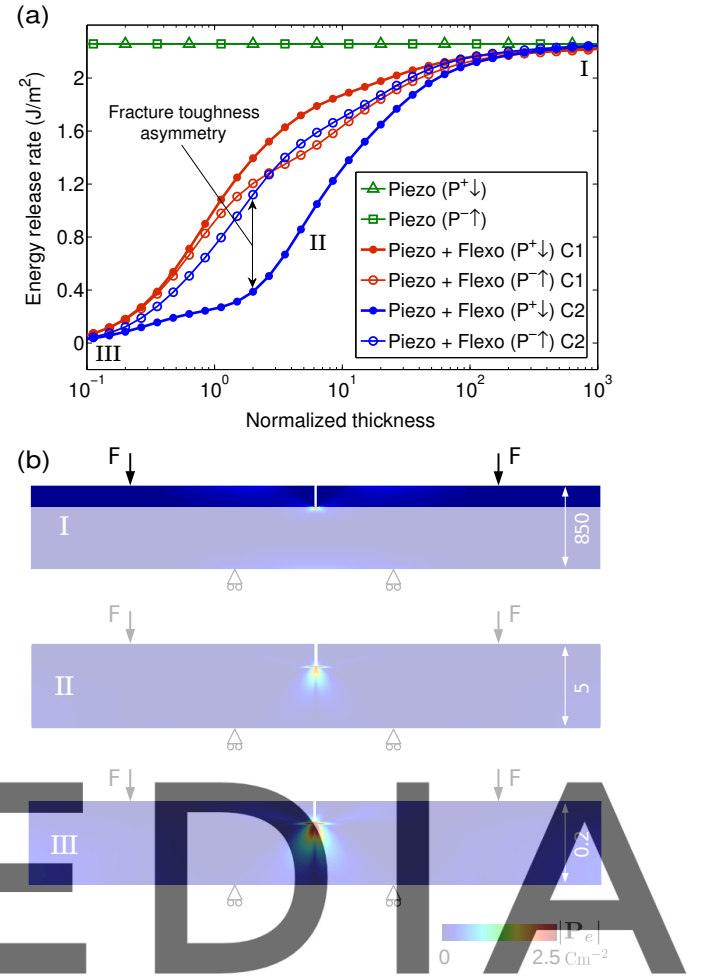 (a)
Energy release rate (J/m²)
2
1.6
1.2
0.8
0.4
0
Fracture toughness
asymmetry
I
II
III
Piezo (P⁺↓)
Piezo (P⁻↑)
Piezo + Flexo (P⁺↓) C1
Piezo + Flexo (P⁻↑) C1
Piezo + Flexo (P⁺↓) C2
Piezo + Flexo (P⁻↑) C2
10⁻¹ 10⁰ 10¹ 10² 10³
Normalized thickness
(b)
F F
I 850
F F
II 5
F F
III 0.2
EDIA
|Pₑ|
0 2.5 Cm⁻²